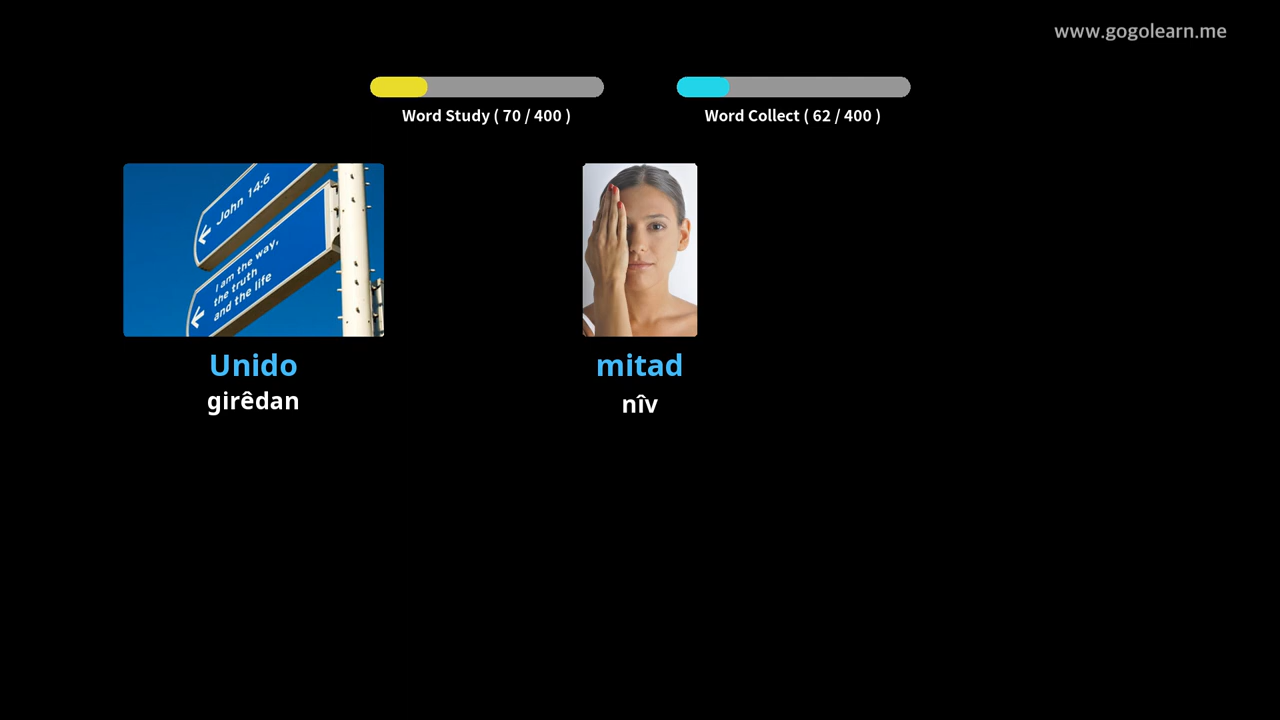 www.gogolearn.me
Word Study ( 70 / 400 )
Word Collect ( 62 / 400 )
John 14:6
I am the way,
the truth
and the life
Unido
girêdan
mitad
nîv